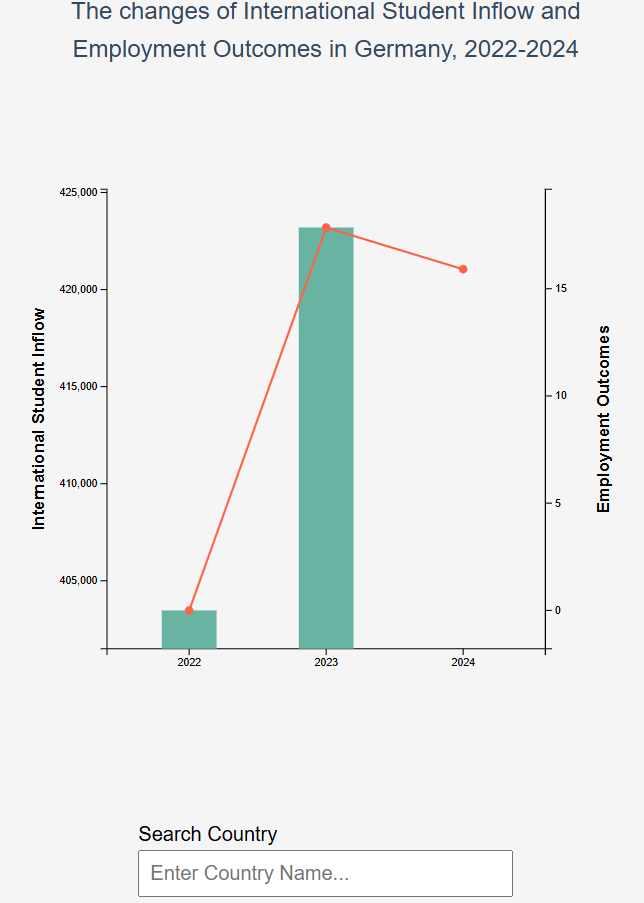 The changes of International Student Inflow and
Employment Outcomes in Germany, 2022-2024
425,000
420,000
415,000
410,000
405,000
International Student Inflow
15
10
5
0
Employment Outcomes
2022
2023
2024
Search Country
Enter Country Name...